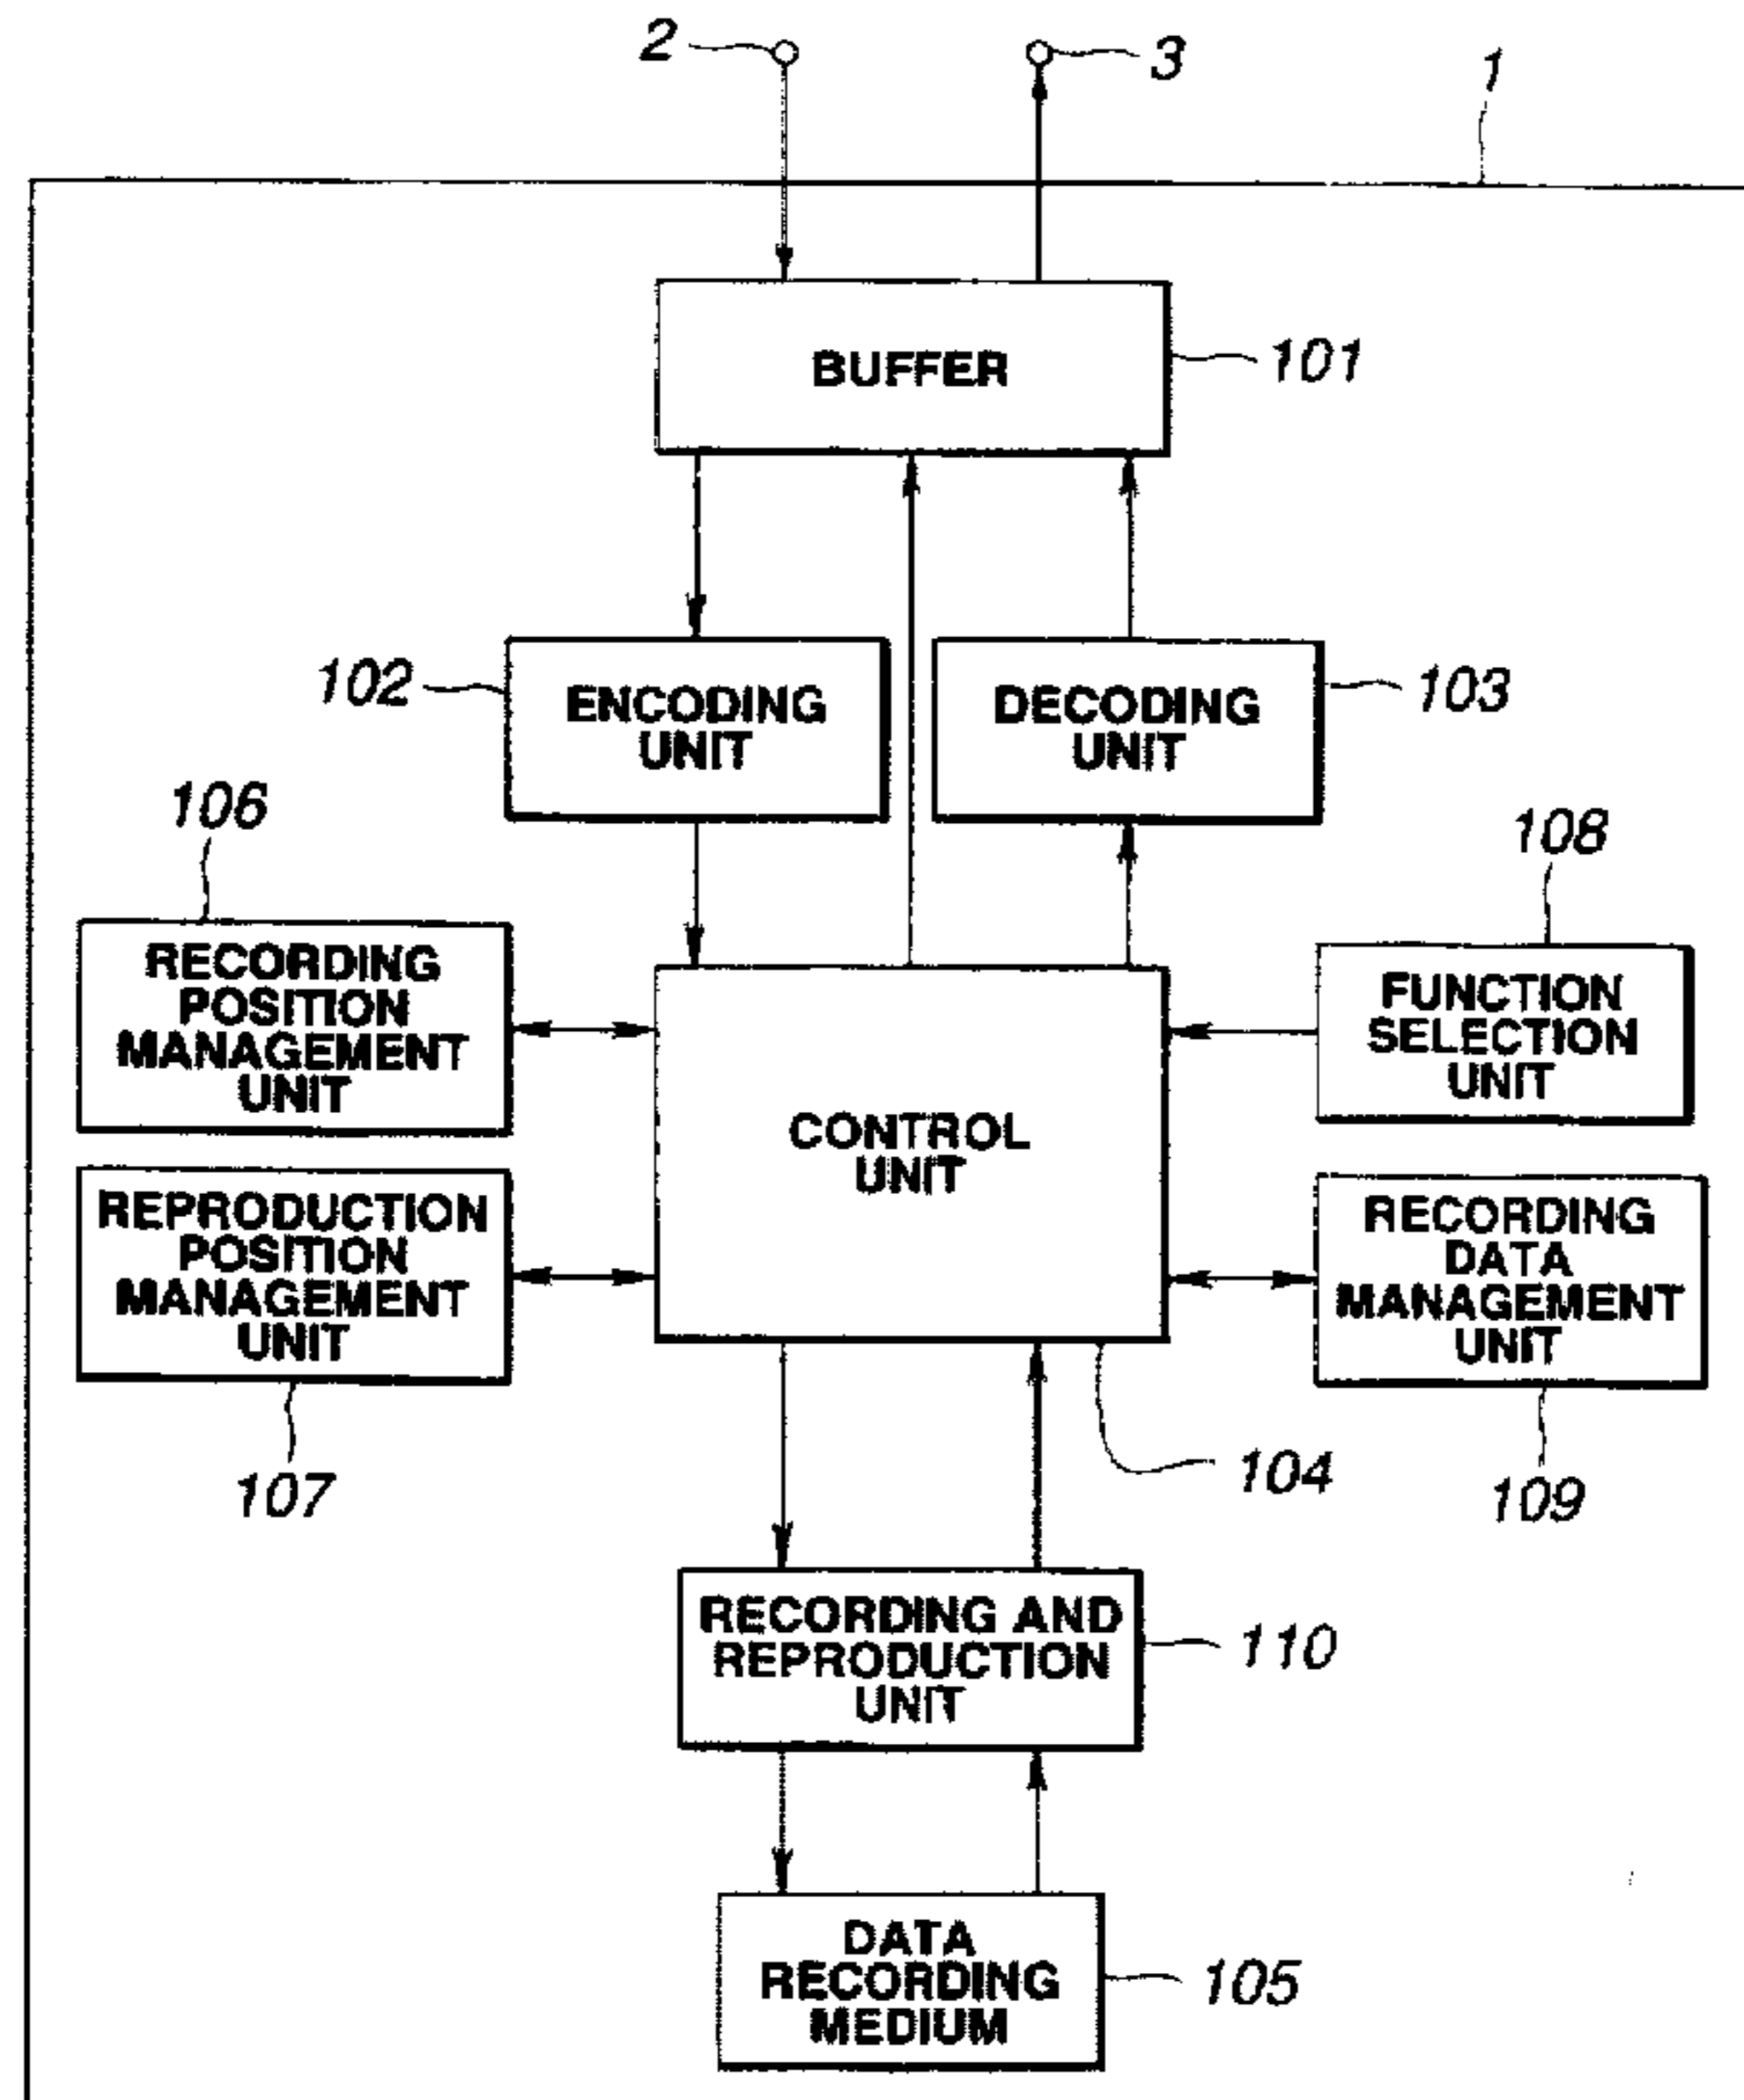 2
3
1
BUFFER
101
102
ENCODING
UNIT
DECODING
UNIT
103
106
108
RECORDING
POSITION
MANAGEMENT
UNIT
CONTROL
UNIT
FUNCTION
SELECTION
UNIT
REPRODUCTION
POSITION
MANAGEMENT
UNIT
RECORDING
DATA
MANAGEMENT
UNIT
107
104
109
RECORDING AND
REPRODUCTION
UNIT
110
DATA
RECORDING
MEDIUM
105